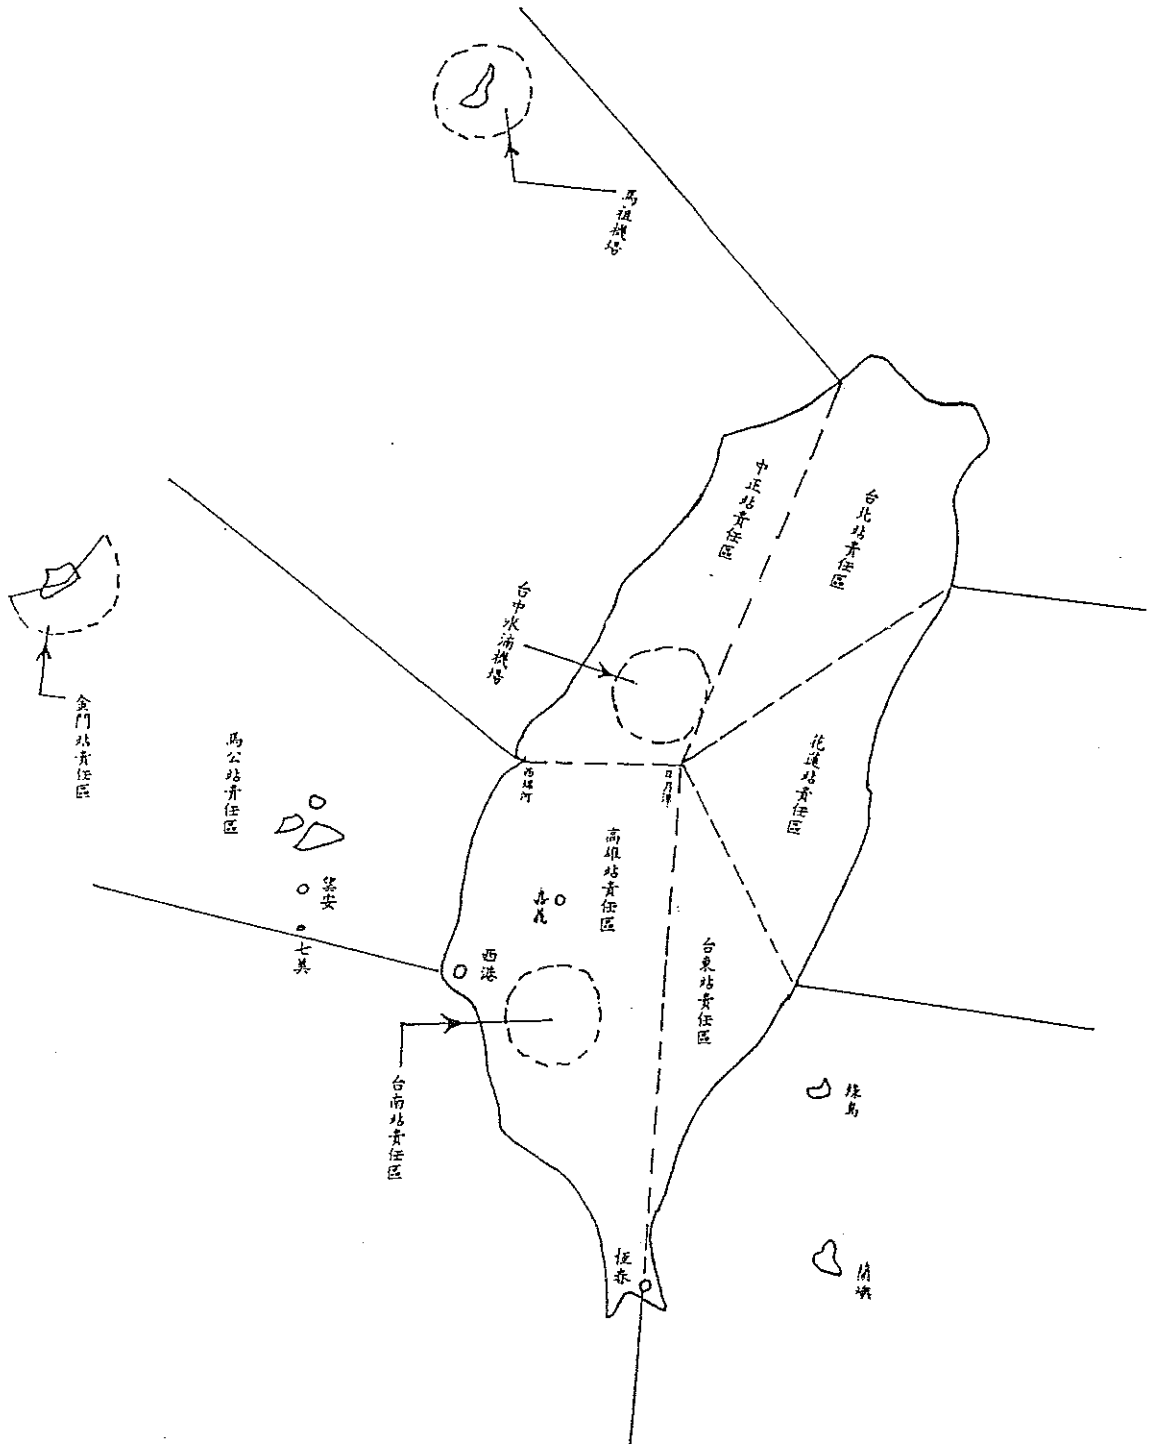 馬祖機場
中正站責任區
台北站責任區
台中水湳機場
金門站責任區
馬公站責任區
西螺河
日月潭
花蓮站責任區
高雄站責任區
嘉義
望安
七美
西港
台東站責任區
台南站責任區
綠島
恆春
蘭嶼